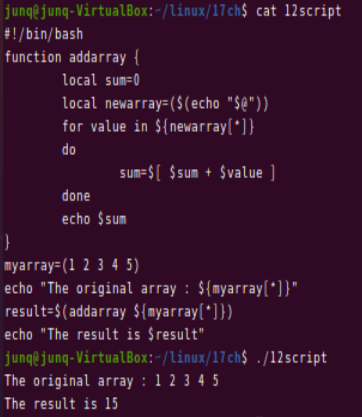 junq@junq-VirtualBox:~/linux/17ch$ cat 12script
#!/bin/bash
function addarray {
        local sum=0
        local newarray=($(echo "$@"))
        for value in ${newarray[*]}
        do
                sum=$[ $sum + $value ]
        done
        echo $sum
}
myarray=(1 2 3 4 5)
echo "The original array : ${myarray[*]}"
result=$(addarray ${myarray[*]})
echo "The result is $result"
junq@junq-VirtualBox:~/linux/17ch$ ./12script
The original array : 1 2 3 4 5
The result is 15